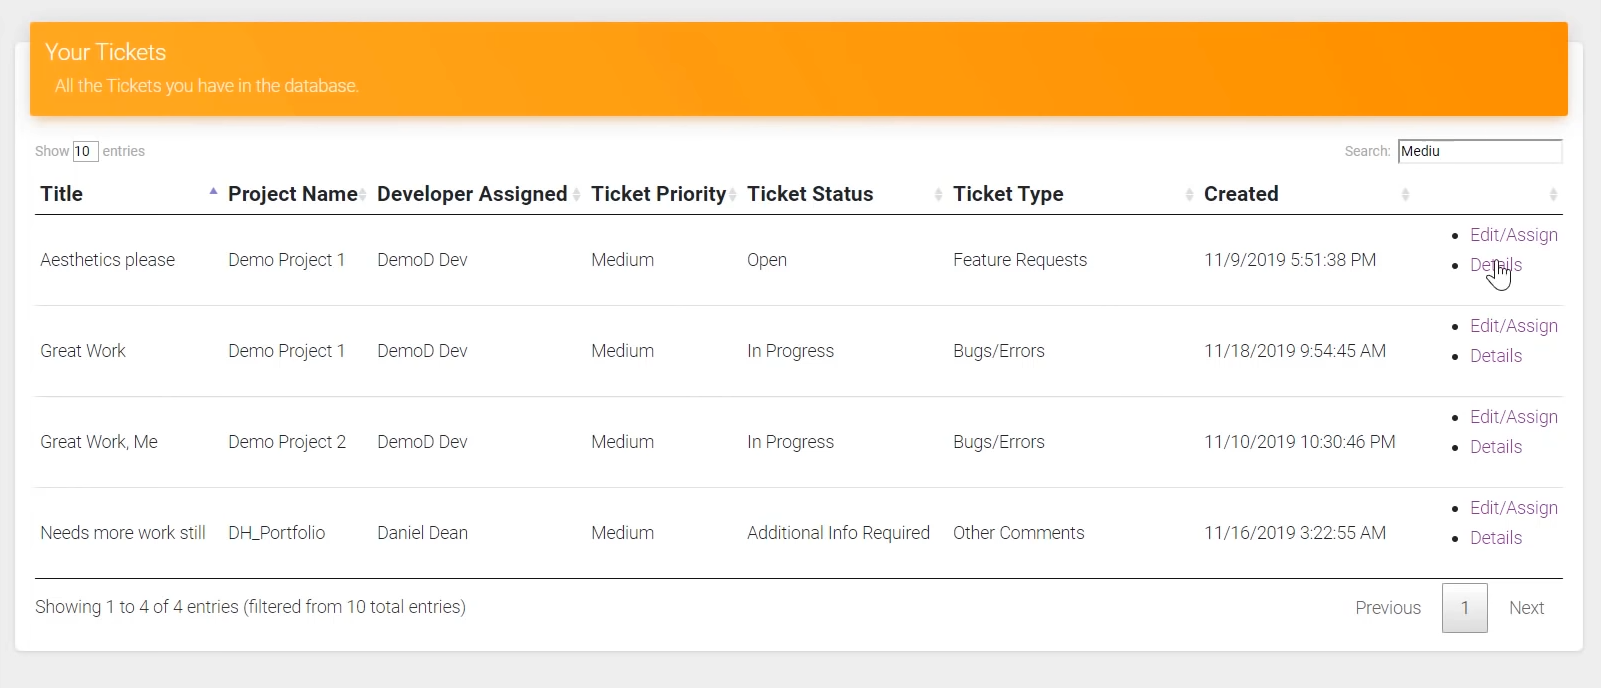 Your Tickets
All the Tickets you have in the database.
Show 10 entries Search: Mediu
Title Project Name Developer Assigned Ticket Priority Ticket Status Ticket Type Created
Aesthetics please Demo Project 1 DemoD Dev Medium Open Feature Requests 11/9/2019 5:51:38 PM Edit/Assign
Details
Great Work Demo Project 1 DemoD Dev Medium In Progress Bugs/Errors 11/18/2019 9:54:45 AM Edit/Assign
Details
Great Work, Me Demo Project 2 DemoD Dev Medium In Progress Bugs/Errors 11/10/2019 10:30:46 PM Edit/Assign
Details
Needs more work still DH_Portfolio Daniel Dean Medium Additional Info Required Other Comments 11/16/2019 3:22:55 AM Edit/Assign
Details
Showing 1 to 4 of 4 entries (filtered from 10 total entries) Previous 1 Next